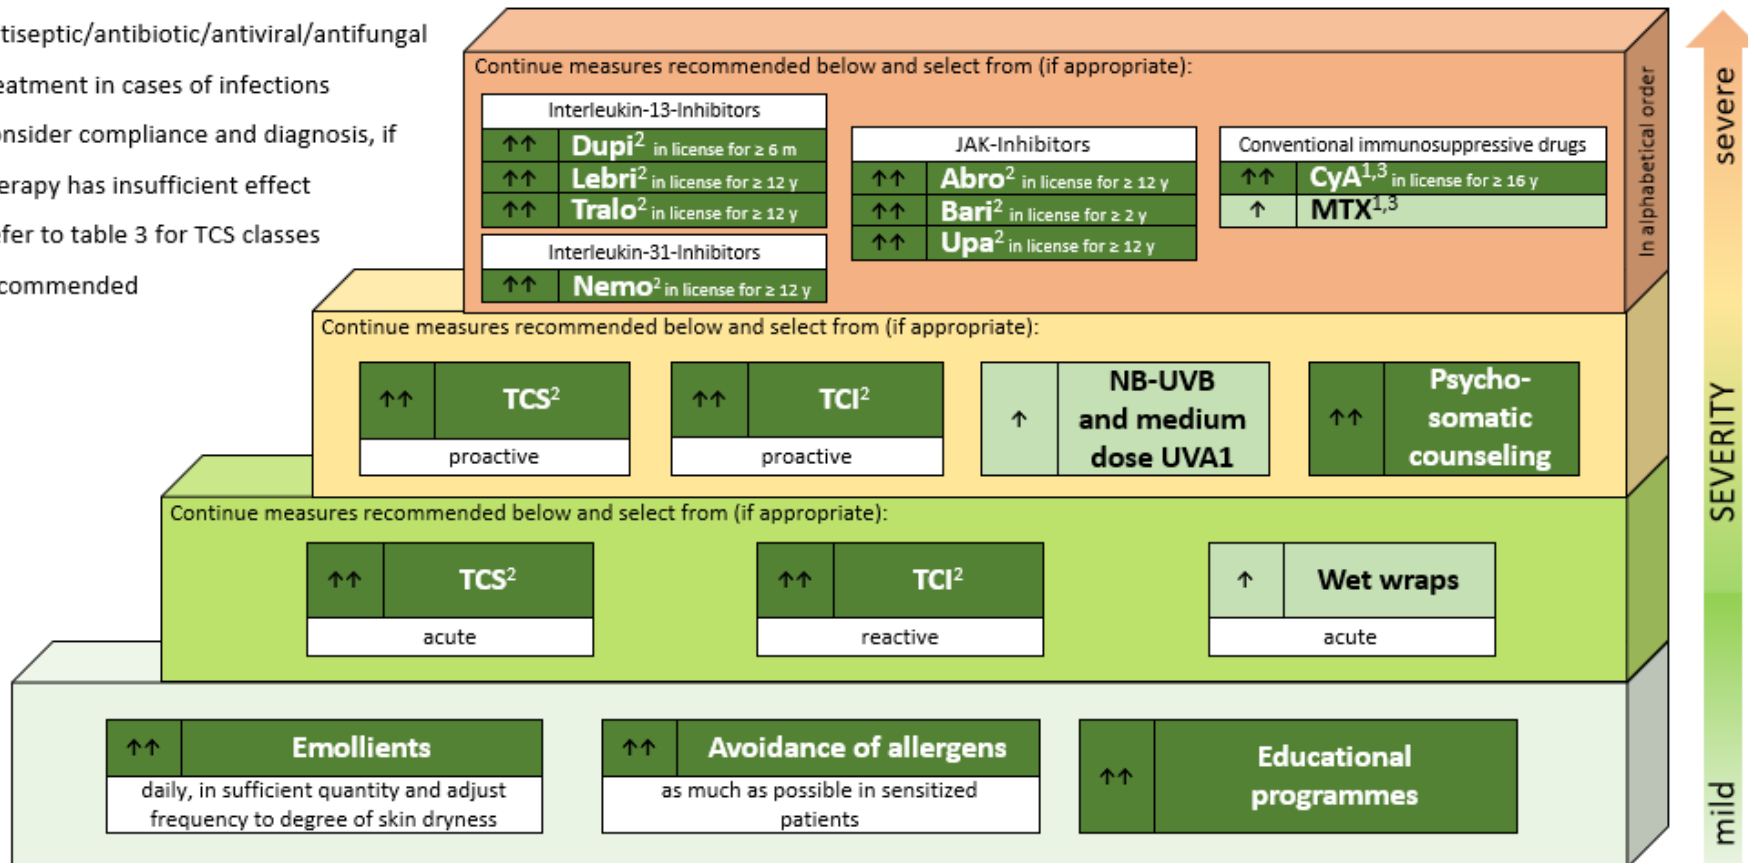 tiseptic/antibiotic/antiviral/antifungal
eatment in cases of infections
onsider compliance and diagnosis, if
erapy has insufficient effect
efer to table 3 for TCS classes
commended
Continue measures recommended below and select from (if appropriate):
Interleukin-13-Inhibitors
↑↑ Dupi² in license for ≥ 6 m
↑↑ Lebri² in license for ≥ 12 y
↑↑ Tralo² in license for ≥ 12 y
Interleukin-31-Inhibitors
↑↑ Nemo² in license for ≥ 12 y
JAK-Inhibitors
↑↑ Abro² in license for ≥ 12 y
↑↑ Bari² in license for ≥ 2 y
↑↑ Upa² in license for ≥ 12 y
Conventional immunosuppressive drugs
↑↑ CyA¹,³ in license for ≥ 16 y
↑ MTX¹,³
In alphabetical order
Continue measures recommended below and select from (if appropriate):
↑↑ TCS²
proactive
↑↑ TCI²
proactive
NB-UVB
↑ and medium
dose UVA1
Psycho-
↑↑ somatic
counseling
Continue measures recommended below and select from (if appropriate):
↑↑ TCS²
acute
↑↑ TCI²
reactive
↑ Wet wraps
acute
↑↑ Emollients
daily, in sufficient quantity and adjust
frequency to degree of skin dryness
↑↑ Avoidance of allergens
as much as possible in sensitized
patients
↑↑ Educational
programmes
severe
SEVERITY
mild